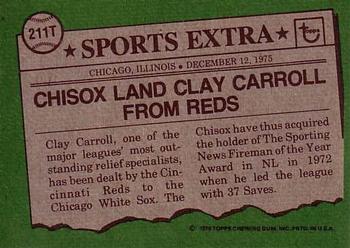 211T
★ SPORTS EXTRA ★
Topps
CHICAGO, ILLINOIS • DECEMBER 12, 1975
CHISOX LAND CLAY CARROLL
FROM REDS
Clay Carroll, one of the
major leagues' most out-
standing relief specialists,
has been dealt by the Cin-
cinnati Reds to the
Chicago White Sox. The
Chisox have thus acquired
the holder of The Sporting
News Fireman of the Year
Award in NL in 1972
when he led the league
with 37 Saves.
© 1976 TOPPS CHEWING GUM, INC. PRTD. IN U.S.A.